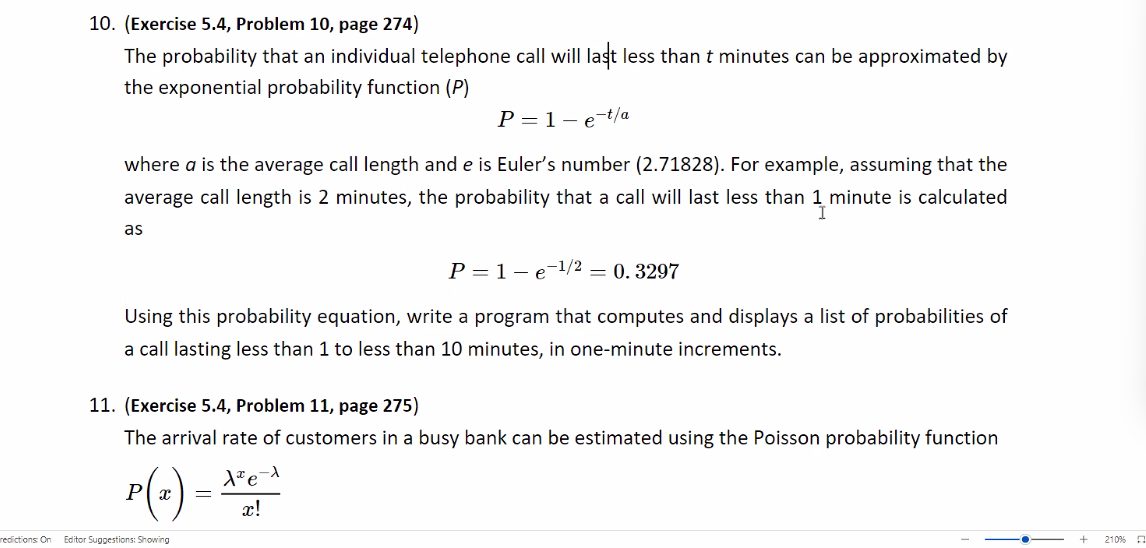 10. (Exercise 5.4, Problem 10, page 274)
The probability that an individual telephone call will last less than t minutes can be approximated by
the exponential probability function (P)
P = 1 − e^{−t/a}
where a is the average call length and e is Euler’s number (2.71828). For example, assuming that the
average call length is 2 minutes, the probability that a call will last less than 1 minute is calculated
as
P = 1 − e^{−1/2} = 0.3297
Using this probability equation, write a program that computes and displays a list of probabilities of
a call lasting less than 1 to less than 10 minutes, in one-minute increments.
11. (Exercise 5.4, Problem 11, page 275)
The arrival rate of customers in a busy bank can be estimated using the Poisson probability function
P(x) = λ^x e^{−λ} / x!
redictions: On Editor Suggestions: Showing 210%